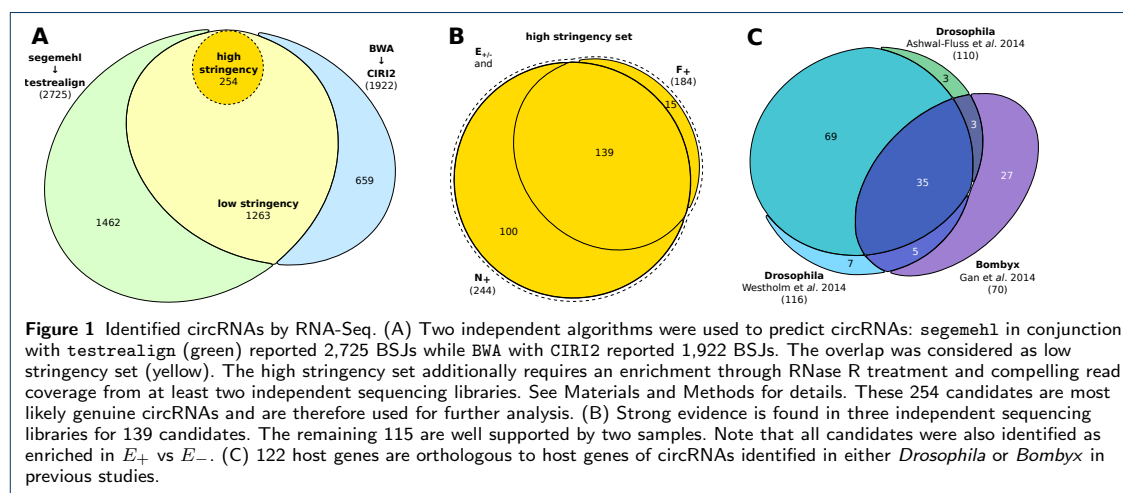 A
segemehl
↓
testrealign
(2725)
high
stringency
254
BWA
↓
CIRI2
(1922)
659
low stringency
1263
1462
B
high stringency set
E+/-
and
F+
(184)
15
139
100
N+
(244)
C
Drosophila
Ashwal-Fluss et al. 2014
(110)
3
3
69
35
27
5
7
Drosophila
Westholm et al. 2014
(116)
Bombyx
Gan et al. 2014
(70)
Figure 1 Identified circRNAs by RNA-Seq. (A) Two independent algorithms were used to predict circRNAs: segemehl in conjunction
with testrealign (green) reported 2,725 BSJs while BWA with CIRI2 reported 1,922 BSJs. The overlap was considered as low
stringency set (yellow). The high stringency set additionally requires an enrichment through RNase R treatment and compelling read
coverage from at least two independent sequencing libraries. See Materials and Methods for details. These 254 candidates are most
likely genuine circRNAs and are therefore used for further analysis. (B) Strong evidence is found in three independent sequencing
libraries for 139 candidates. The remaining 115 are well supported by two samples. Note that all candidates were also identified as
enriched in E+ vs E−. (C) 122 host genes are orthologous to host genes of circRNAs identified in either Drosophila or Bombyx in
previous studies.